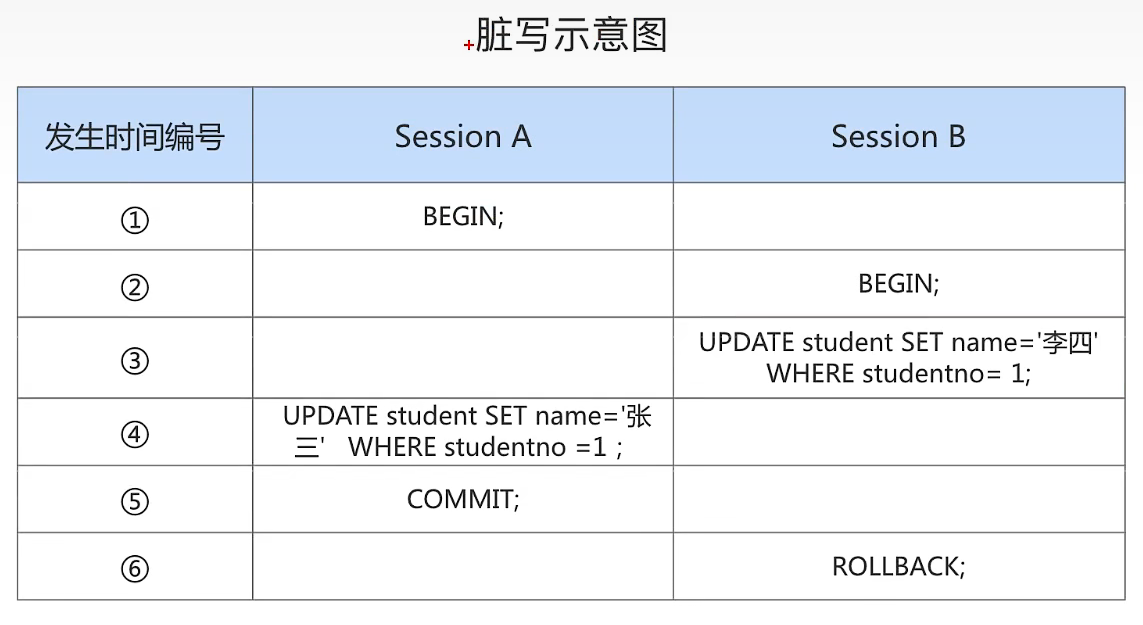 脏写示意图
发生时间编号 Session A Session B
① BEGIN;
② BEGIN;
③ UPDATE student SET name='李四'
WHERE studentno= 1;
④ UPDATE student SET name='张
三' WHERE studentno =1 ;
⑤ COMMIT;
⑥ ROLLBACK;